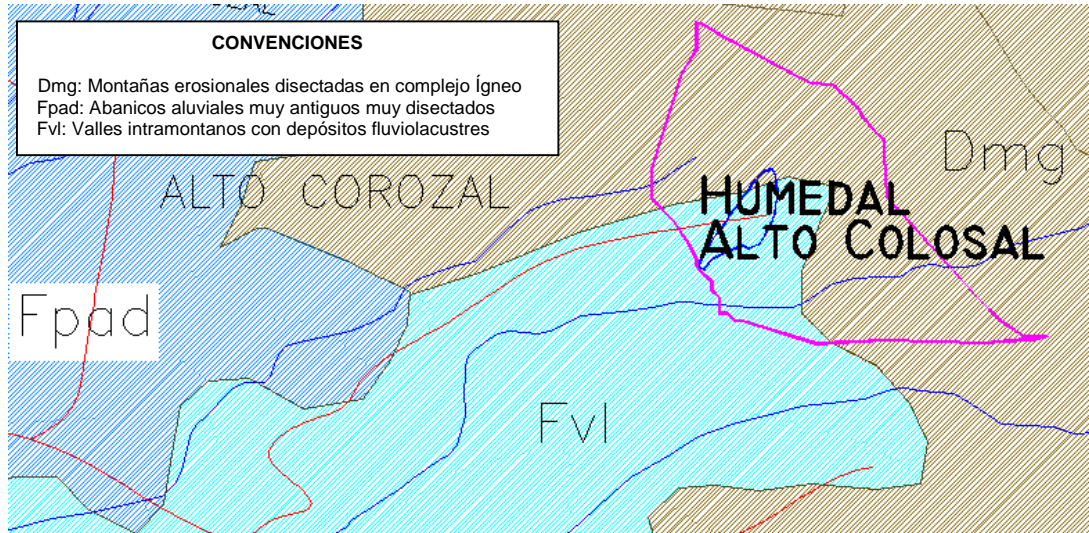 CONVENCIONES
Dmg: Montañas erosionales disectadas en complejo Ígneo
Fpad: Abanicos aluviales muy antiguos muy disectados
Fvl: Valles intramontanos con depósitos fluviolacustres
Dmg
ALTO COROZAL
HUMEDAL
ALTO COLOSAL
Fpad
Fvl